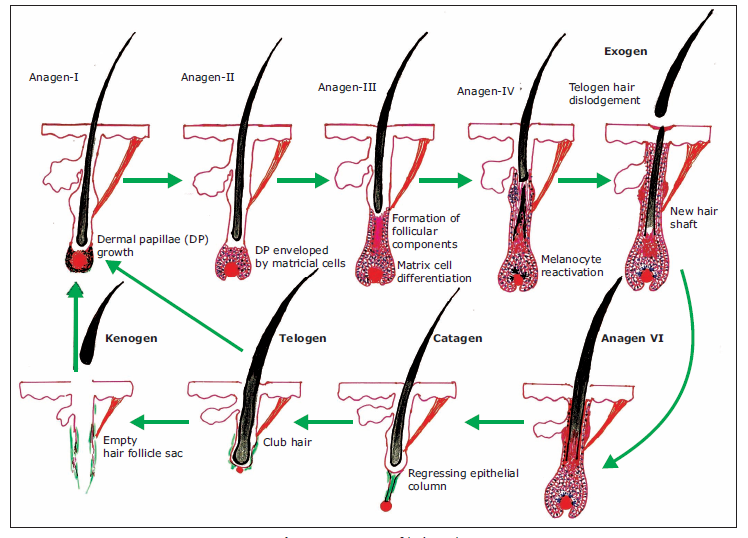 Anagen-I
Anagen-II
Anagen-III
Anagen-IV
Exogen
Telogen hair
dislodgement
Dermal papillae (DP)
growth
DP enveloped
by matricial cells
Formation of
follicular
components
Matrix cell
differentiation
Melanocyte
reactivation
New hair
shaft
Kenogen
Telogen
Catagen
Anagen VI
Empty
hair follicle sac
Club hair
Regressing epithelial
column